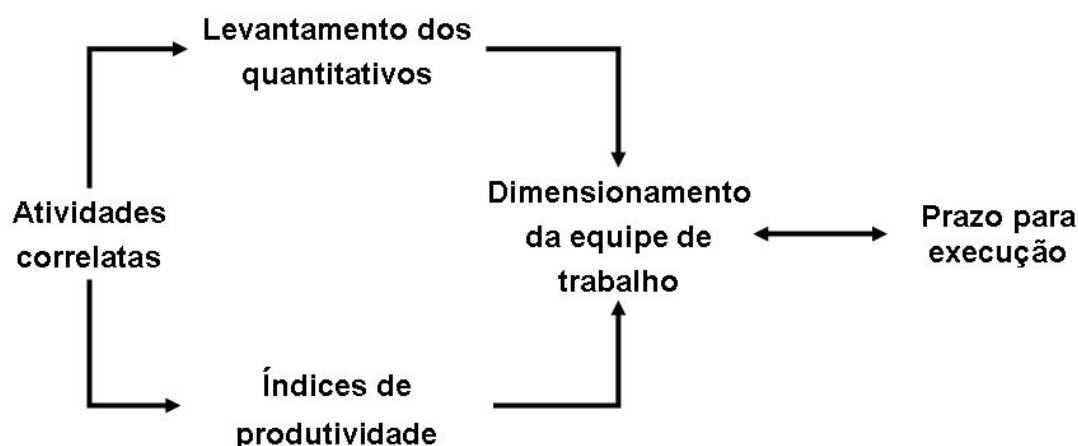 Levantamento dos
quantitativos
Atividades
correlatas
Dimensionamento
da equipe de
trabalho
Prazo para
execução
Índices de
produtividade